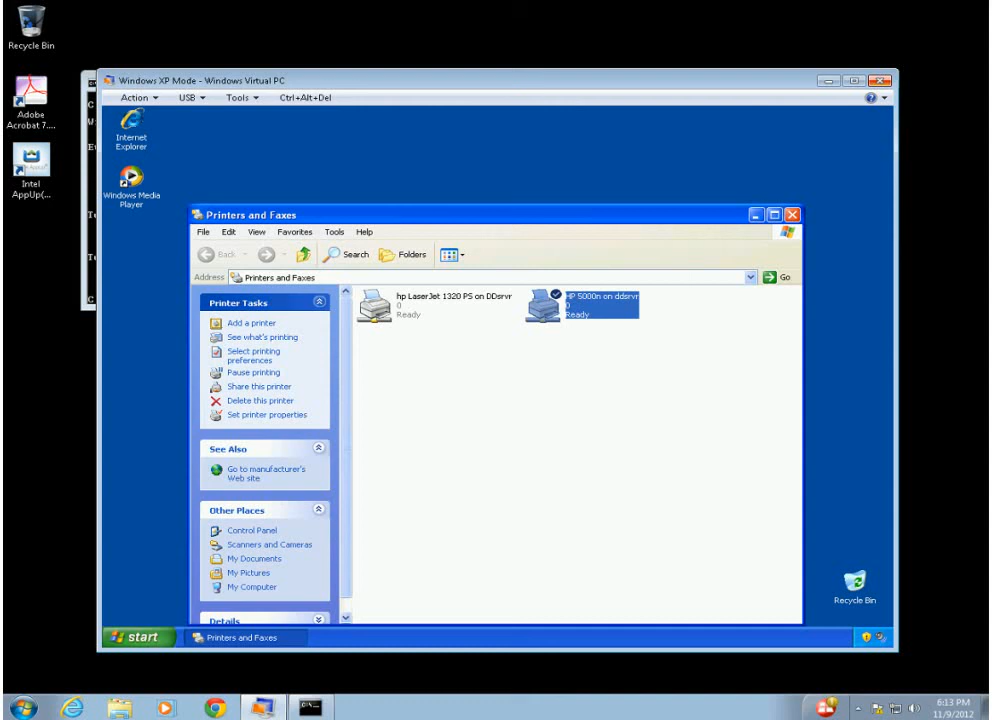 Recycle Bin
Adobe
Acrobat 7....
Intel
AppUp(...
Windows XP Mode - Windows Virtual PC
Action USB Tools Ctrl+Alt+Del
Internet
Explorer
Windows Media
Player
Printers and Faxes
File Edit View Favorites Tools Help
Back Search Folders
Address Printers and Faxes Go
Printer Tasks
Add a printer
See what's printing
Select printing
preferences
Pause printing
Share this printer
Delete this printer
Set printer properties
See Also
Go to manufacturer's
Web site
Other Places
Control Panel
Scanners and Cameras
My Documents
My Pictures
My Computer
Details
hp LaserJet 1320 PS on DDsrvr
0
Ready
HP 5000n on ddsrvr
0
Ready
Recycle Bin
start Printers and Faxes
6:13 PM
11/9/2012